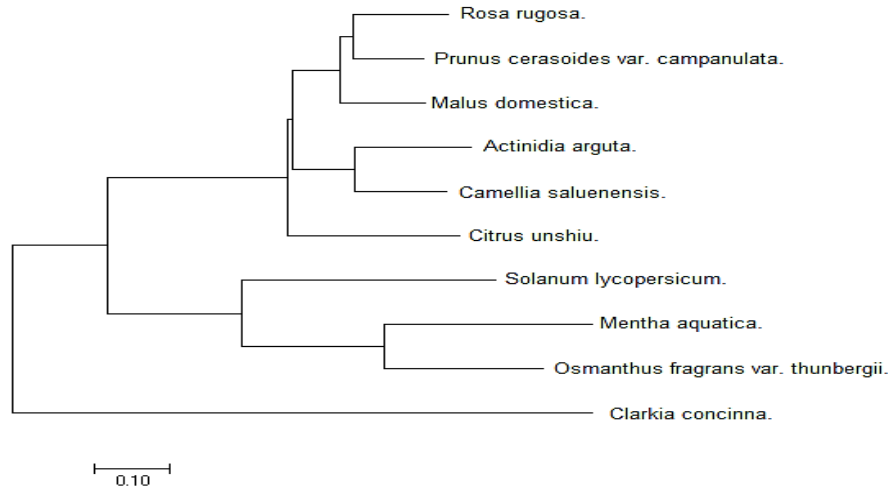 Rosa rugosa.
Prunus cerasoides var. campanulata.
Malus domestica.
Actinidia arguta.
Camellia saluenensis.
Citrus unshiu.
Solanum lycopersicum.
Mentha aquatica.
Osmanthus fragrans var. thunbergii.
Clarkia concinna.
0.10